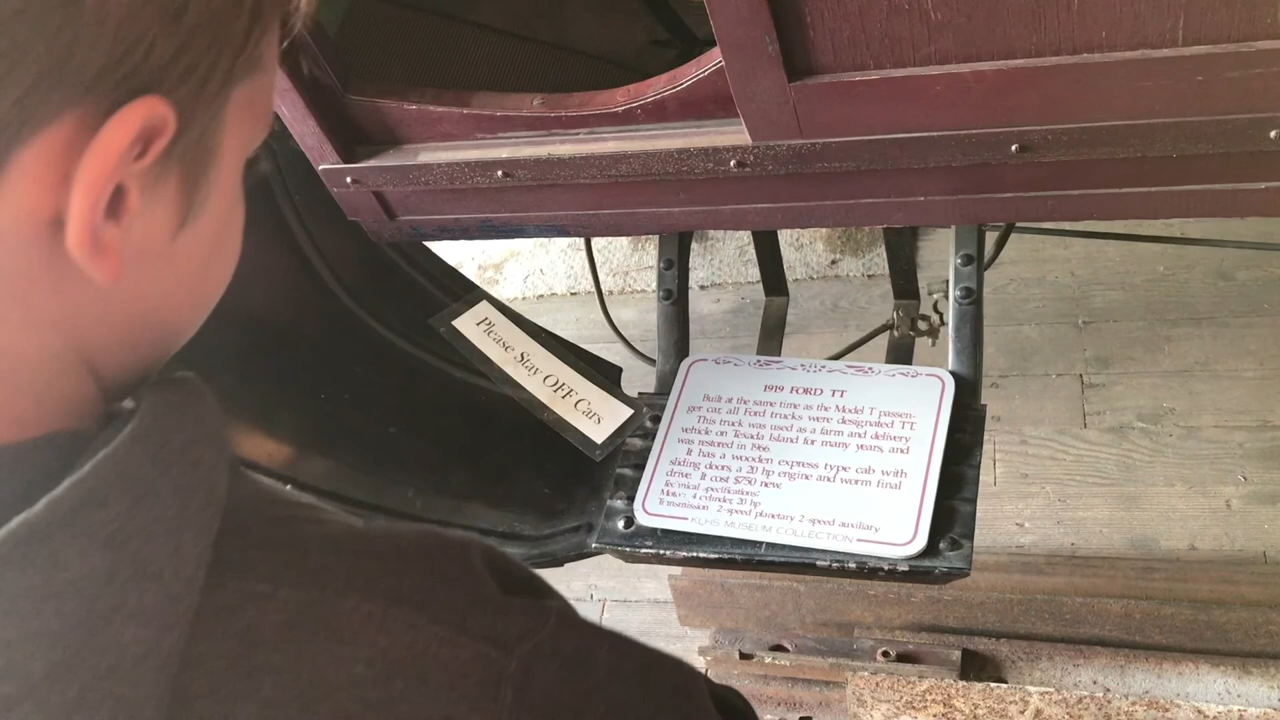 Please Stay OFF Cars
1919 FORD TT
Built at the same time as the Model T passen-
ger car, all Ford trucks were designated TT.
This truck was used as a farm and delivery
vehicle on Texada Island for many years, and
was restored in 1966.
It has a wooden express type cab with
sliding doors, a 20 hp engine and worm final
drive. It cost $750 new.
Technical specifications:
Motor: 4 cylinder, 20 hp
Transmission 2-speed planetary 2-speed auxiliary
MUSEUM COLLECTION